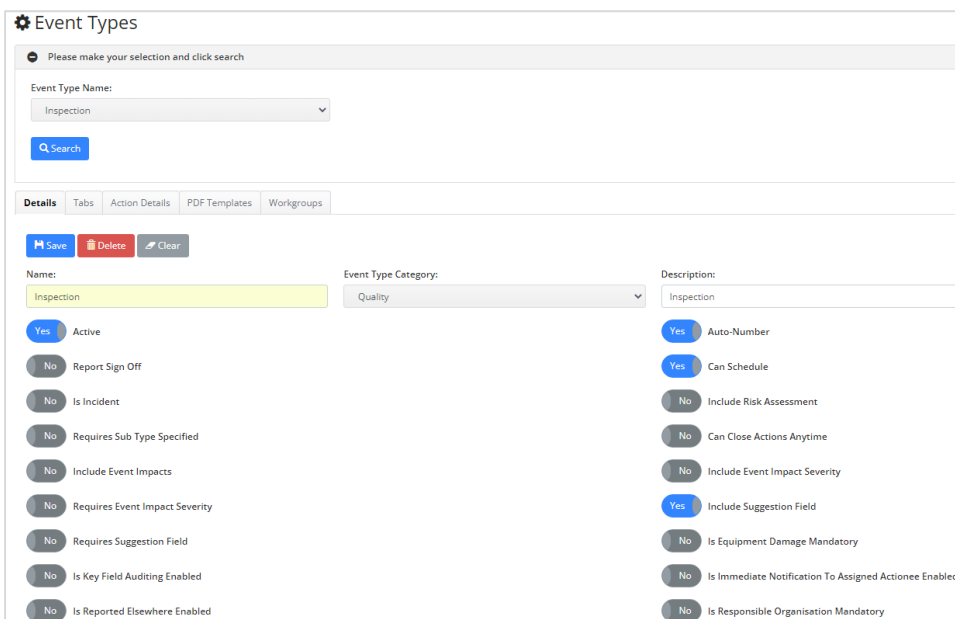 Event Types
Please make your selection and click search
Event Type Name:
Inspection
Search
Details Tabs Action Details PDF Templates Workgroups
Save Delete Clear
Name: Event Type Category: Description:
Inspection Quality Inspection
Yes Active Yes Auto-Number
No Report Sign Off Yes Can Schedule
No Is Incident No Include Risk Assessment
No Requires Sub Type Specified No Can Close Actions Anytime
No Include Event Impacts No Include Event Impact Severity
No Requires Event Impact Severity Yes Include Suggestion Field
No Requires Suggestion Field No Is Equipment Damage Mandatory
No Is Key Field Auditing Enabled No Is Immediate Notification To Assigned Actionee Enabled
No Is Reported Elsewhere Enabled No Is Responsible Organisation Mandatory